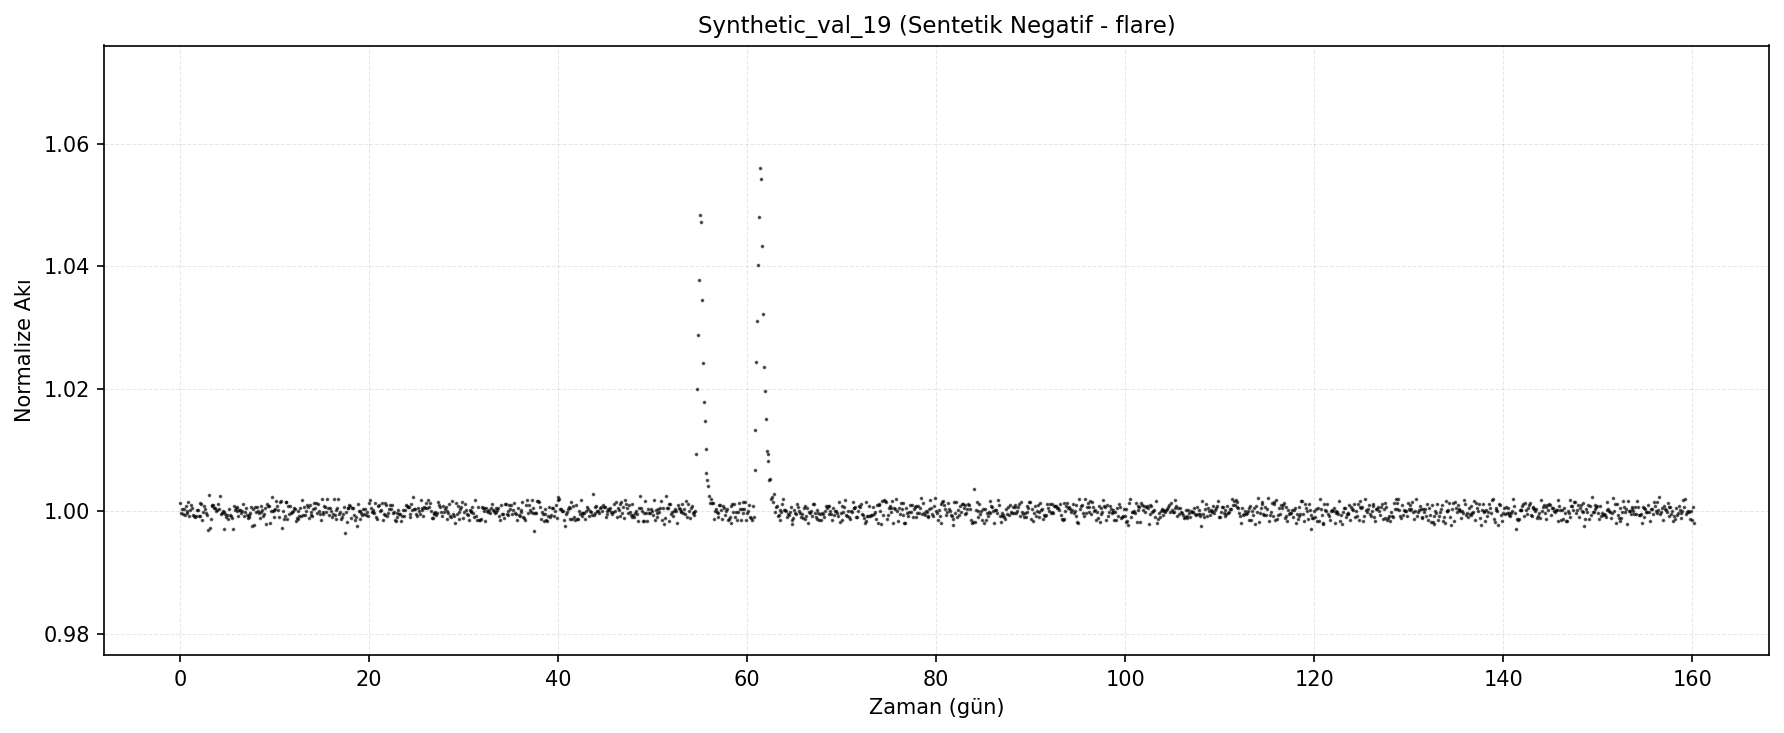 Synthetic_val_19 (Sentetik Negatif - flare)
Normalize Akı
1.06
1.04
1.02
1.00
0.98
0 20 40 60 80 100 120 140 160
Zaman (gün)